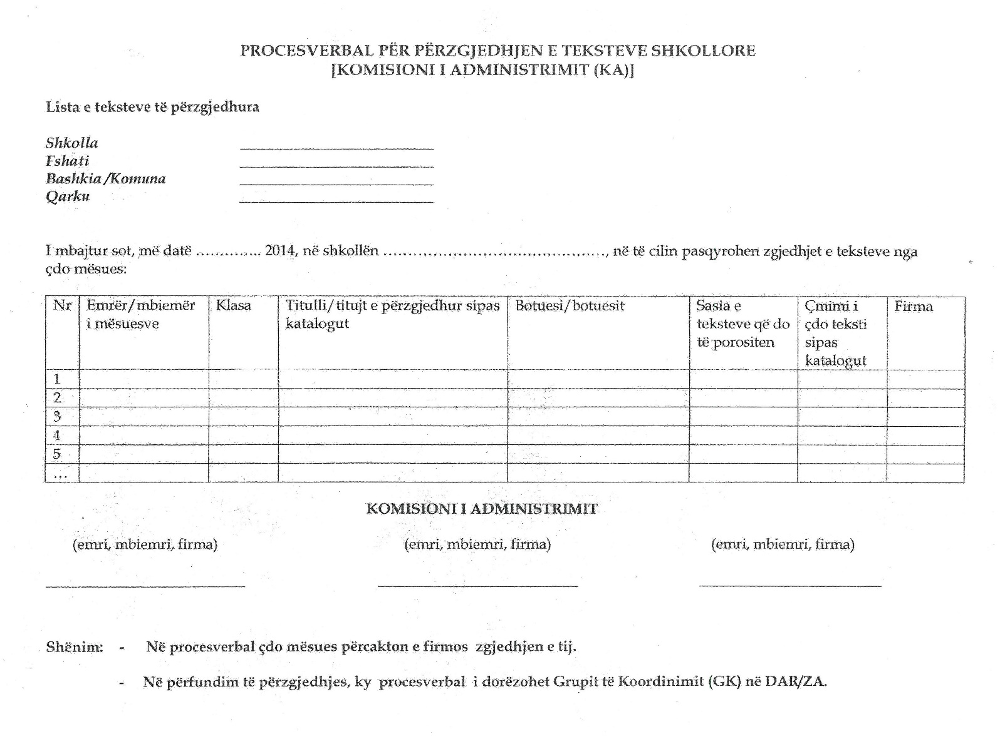 PROCESVERBAL PËR PËRZGJEDHJEN E TEKSTEVE SHKOLLORE
[KOMISIONI I ADMINISTRIMIT (KA)]
Lista e teksteve të përzgjedhura
Shkolla ____________________
Fshati ____________________
Bashkia/Komuna ____________________
Qarku ____________________
I mbajtur sot, më datë ………….. 2014, në shkollën ……………………………………, në të cilin pasqyrohen zgjedhjet e teksteve nga
çdo mësues:
Nr Emrër/mbiemër i mësuesve Klasa Titulli/titujt e përzgjedhur sipas katalogut Botuesi/botuesit Sasia e teksteve që do të porositen Çmimi i çdo teksti sipas katalogut Firma
1
2
3
4
5
...
KOMISIONI I ADMINISTRIMIT
(emri, mbiemri, firma) (emri, mbiemri, firma) (emri, mbiemri, firma)
Shënim: - Në procesverbal çdo mësues përcakton e firmos zgjedhjen e tij.
- Në përfundim të përzgjedhjes, ky procesverbal i dorëzohet Grupit të Koordinimit (GK) në DAR/ZA.